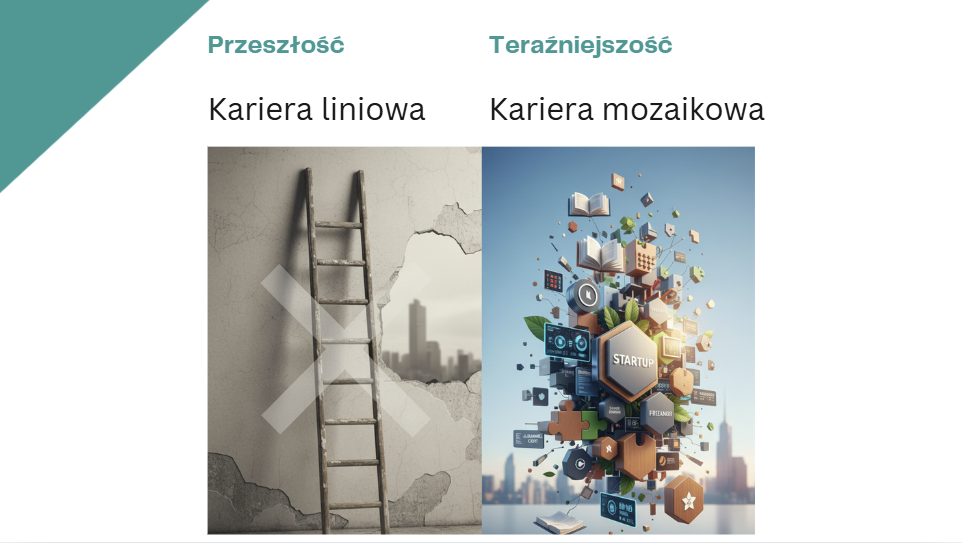 Przeszłość
Teraźniejszość
Kariera liniowa
Kariera mozaikowa
STARTUP